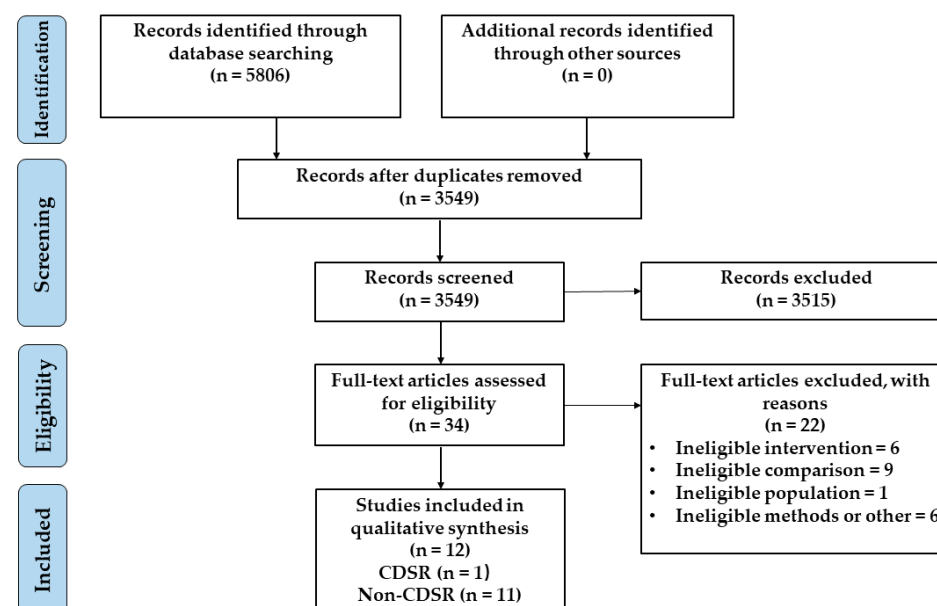 Identification
Records identified through
database searching
(n = 5806)
Additional records identified
through other sources
(n = 0)
Screening
Records after duplicates removed
(n = 3549)
Records screened
(n = 3549)
Records excluded
(n = 3515)
Eligibility
Full-text articles assessed
for eligibility
(n = 34)
Full-text articles excluded, with
reasons
(n = 22)
• Ineligible intervention = 6
• Ineligible comparison = 9
• Ineligible population = 1
• Ineligible methods or other = 6
Included
Studies included in
qualitative synthesis
(n = 12)
CDSR (n = 1)
Non-CDSR (n = 11)